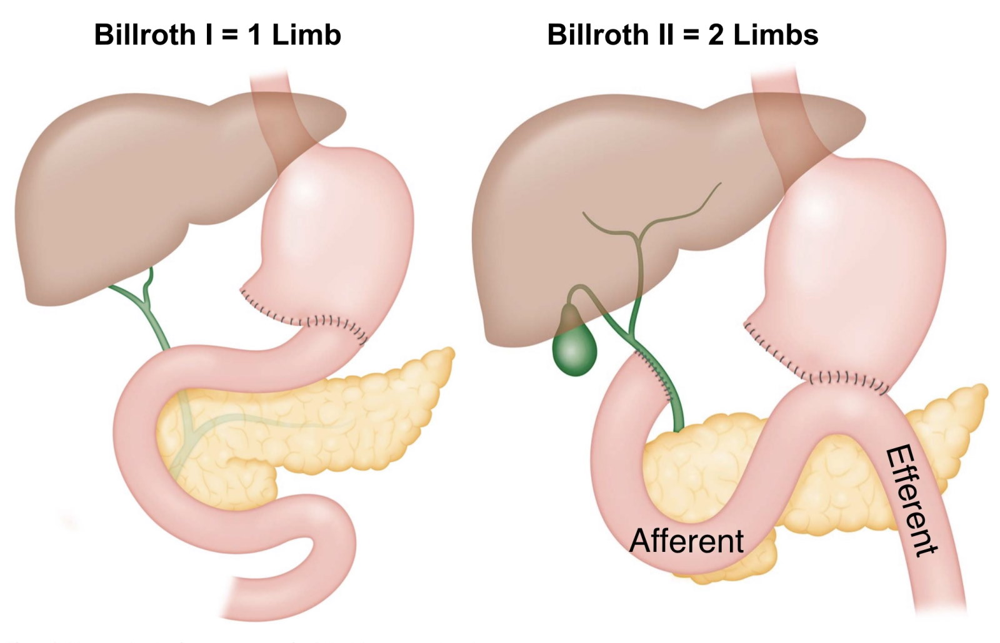 Billroth I = 1 Limb
Billroth II = 2 Limbs
Efferent
Afferent